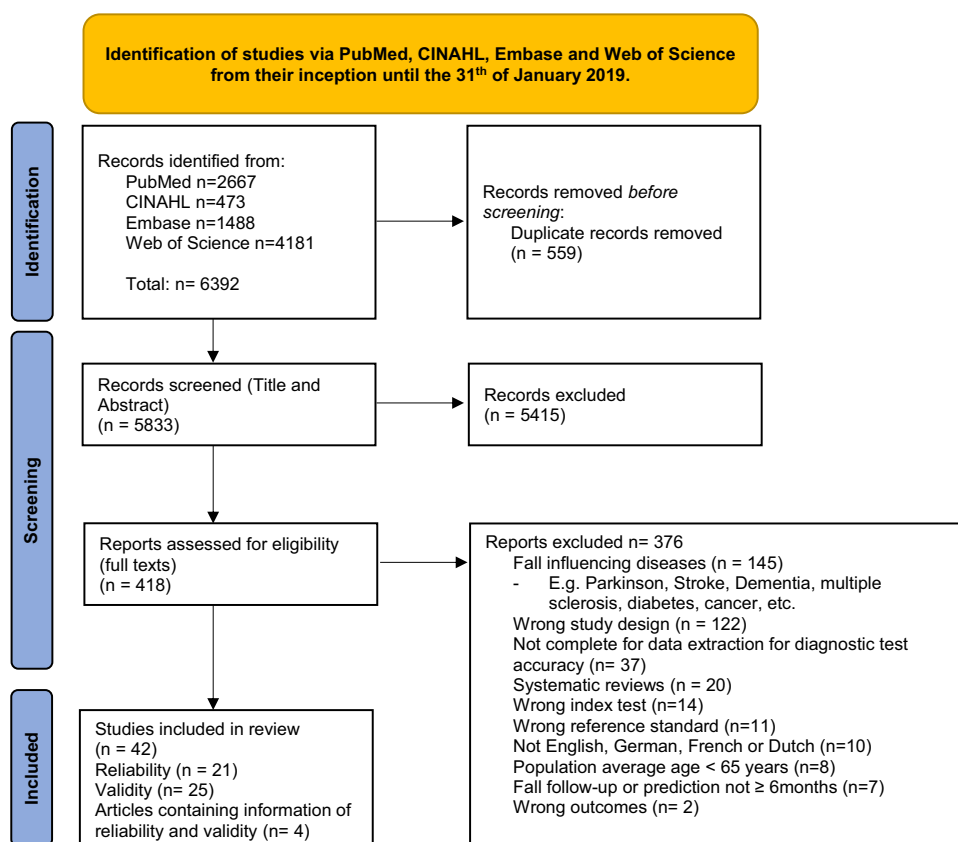 Identification of studies via PubMed, CINAHL, Embase and Web of Science
from their inception until the 31th of January 2019.
Identification
Records identified from:
PubMed n=2667
CINAHL n=473
Embase n=1488
Web of Science n=4181
Total: n= 6392
Records removed before
screening:
Duplicate records removed
(n = 559)
Screening
Records screened (Title and
Abstract)
(n = 5833)
Records excluded
(n = 5415)
Reports assessed for eligibility
(full texts)
(n = 418)
Reports excluded n= 376
Fall influencing diseases (n = 145)
- E.g. Parkinson, Stroke, Dementia, multiple
sclerosis, diabetes, cancer, etc.
Wrong study design (n = 122)
Not complete for data extraction for diagnostic test
accuracy (n= 37)
Systematic reviews (n = 20)
Wrong index test (n=14)
Wrong reference standard (n=11)
Not English, German, French or Dutch (n=10)
Population average age < 65 years (n=8)
Fall follow-up or prediction not ≥ 6months (n=7)
Wrong outcomes (n= 2)
Included
Studies included in review
(n = 42)
Reliability (n = 21)
Validity (n= 25)
Articles containing information of
reliability and validity (n= 4)